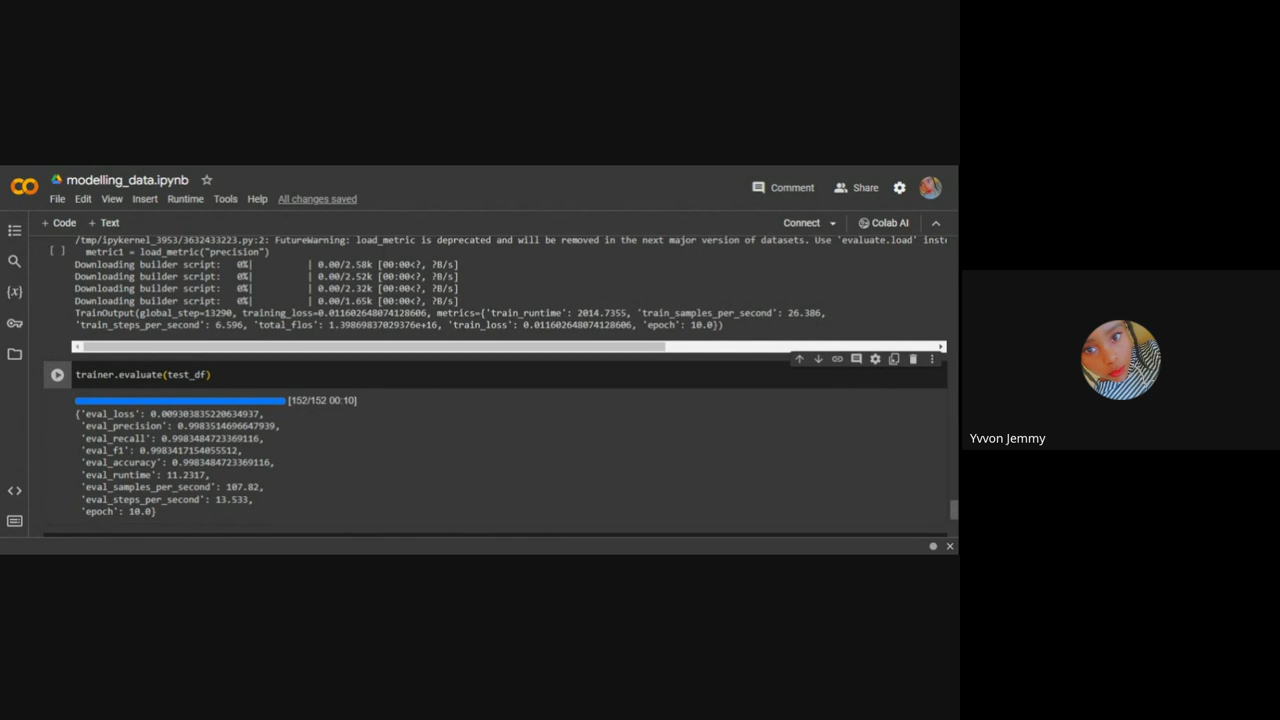 modelling_data.ipynb
Comment
Share
File Edit View Insert Runtime Tools Help All changes saved
+ Code + Text
Connect
Colab AI
/tmp/ipykernel_3953/3632433223.py:2: FutureWarning: load_metric is deprecated and will be removed in the next major version of datasets. Use 'evaluate.load' inste
[ ]
metric1 = load_metric("precision")
Downloading builder script: 0%| | 0.00/2.58k [00:00<?, ?B/s]
Downloading builder script: 0%| | 0.00/2.52k [00:00<?, ?B/s]
Downloading builder script: 0%| | 0.00/2.32k [00:00<?, ?B/s]
Downloading builder script: 0%| | 0.00/1.65k [00:00<?, ?B/s]
TrainOutput(global_step=13290, training_loss=0.011602648074128606, metrics={'train_runtime': 2014.7355, 'train_samples_per_second': 26.386,
'train_steps_per_second': 6.596, 'total_flos': 1.39869837029376e+16, 'train_loss': 0.011602648074128606, 'epoch': 10.0})
trainer.evaluate(test_df)
[152/152 00:10]
{'eval_loss': 0.009303835220634937,
'eval_precision': 0.9983514696647939,
'eval_recall': 0.9983484723369116,
'eval_f1': 0.9983417154055512,
'eval_accuracy': 0.9983484723369116,
'eval_runtime': 11.2317,
'eval_samples_per_second': 107.82,
'eval_steps_per_second': 13.533,
'epoch': 10.0}
Yvvon Jemmy